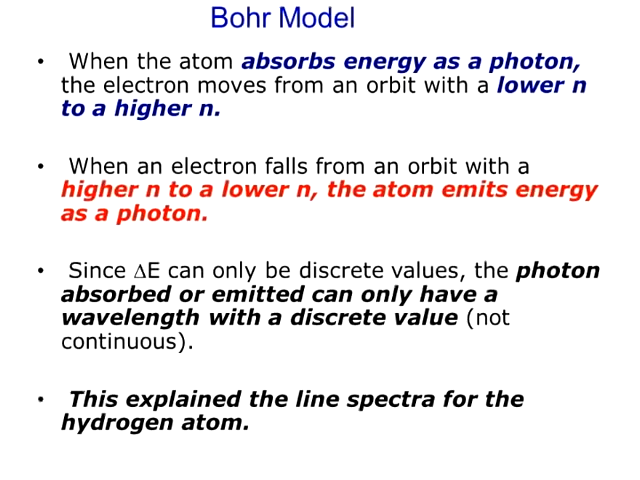 Bohr Model
• When the atom absorbs energy as a photon,
the electron moves from an orbit with a lower n
to a higher n.
• When an electron falls from an orbit with a
higher n to a lower n, the atom emits energy
as a photon.
• Since ΔE can only be discrete values, the photon
absorbed or emitted can only have a
wavelength with a discrete value (not
continuous).
• This explained the line spectra for the
hydrogen atom.